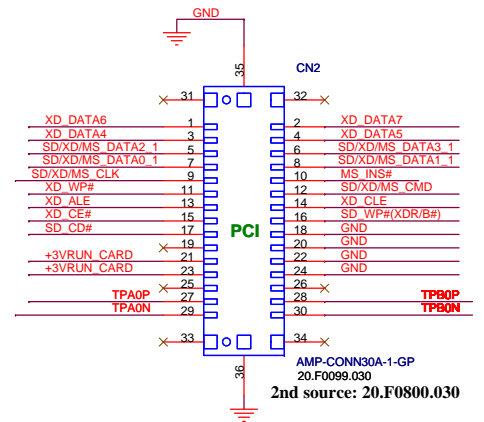 GND
35
CN2
31 32
XD_DATA6 1 2 XD_DATA7
XD_DATA4 3 4 XD_DATA5
SD/XD/MS_DATA2_1 5 6 SD/XD/MS_DATA3_1
SD/XD/MS_DATA0_1 7 8 SD/XD/MS_DATA1_1
SD/XD/MS_CLK 9 10 MS_INS#
XD_WP# 11 12 SD/XD/MS_CMD
XD_ALE 13 14 XD_CLE
XD_CE# 15 16 SD_WP#(XDR/B#)
SD_CD# 17 18 GND
PCI
19 20 GND
+3VRUN_CARD 21 22 GND
+3VRUN_CARD 23 24 GND
25 26
TPA0P 27 28 TPB0P
TPA0N 29 30 TPB0N
33 34
36
AMP-CONN30A-1-GP
20.F0099.030
2nd source: 20.F0800.030